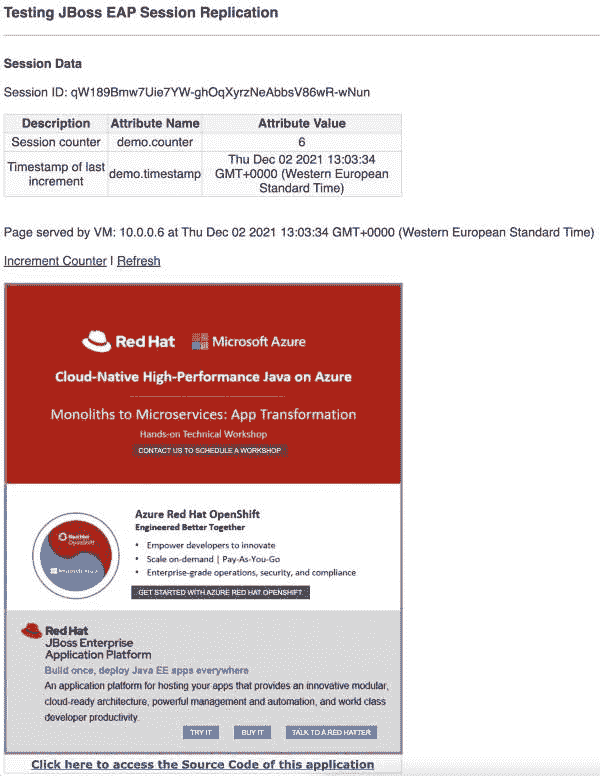 Testing JBoss EAP Session Replication
Session Data
Session ID: qW189Bmw7Uie7YW-ghOqXyrzNeAbbsV86wR-wNun
Description Attribute Name Attribute Value
Session counter demo.counter 6
Timestamp of last increment demo.timestamp Thu Dec 02 2021 13:03:34 GMT+0000 (Western European Standard Time)
Page served by VM: 10.0.0.6 at Thu Dec 02 2021 13:03:34 GMT+0000 (Western European Standard Time)
Increment Counter | Refresh
Red Hat Microsoft Azure
Cloud-Native High-Performance Java on Azure
Monoliths to Microservices: App Transformation
Hands-on Technical Workshop
CONTACT US TO SCHEDULE A WORKSHOP
Azure Red Hat OpenShift
Engineered Better Together
Red Hat
OpenShift
• Empower developers to innovate
• Scale on-demand | Pay-As-You-Go
Microsoft Azure
• Enterprise-grade operations, security, and compliance
GET STARTED WITH AZURE RED HAT OPENSHIFT
Red Hat
JBoss Enterprise
Application Platform
Build once, deploy Java EE apps everywhere
An application platform for hosting your apps that provides an innovative modular,
cloud-ready architecture, powerful management and automation, and world class
developer productivity.
TRY IT BUY IT TALK TO A RED HATTER
Click here to access the Source Code of this application